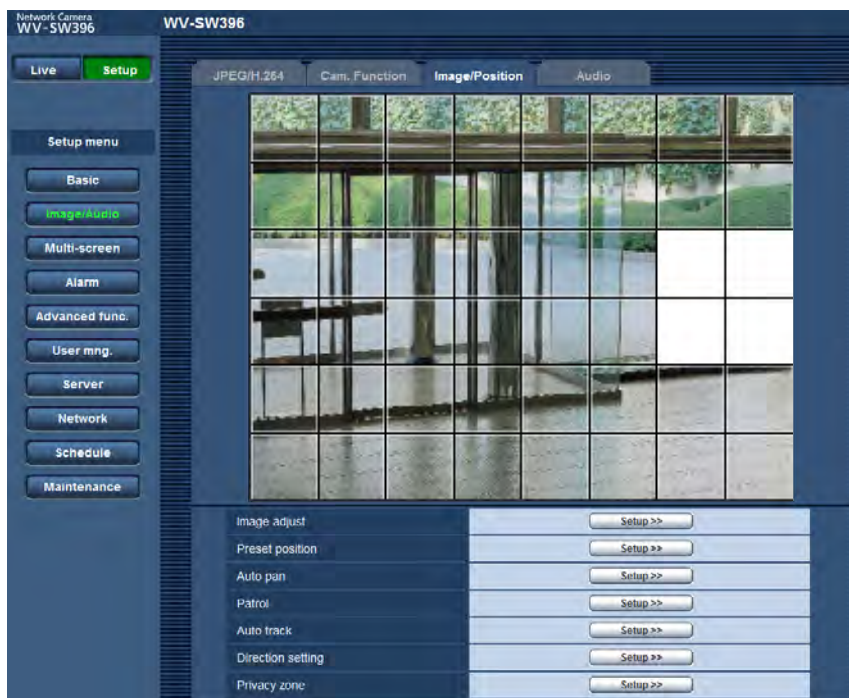 Network Camera
WV-SW396
WV-SW396
Live
Setup
JPEG/H.264
Cam. Function
Image/Position
Audio
Setup menu
Basic
Image/Audio
Multi-screen
Alarm
Advanced func.
User mng.
Server
Network
Schedule
Maintenance
Image adjust
Setup >>
Preset position
Setup >>
Auto pan
Setup >>
Patrol
Setup >>
Auto track
Setup >>
Direction setting
Setup >>
Privacy zone
Setup >>